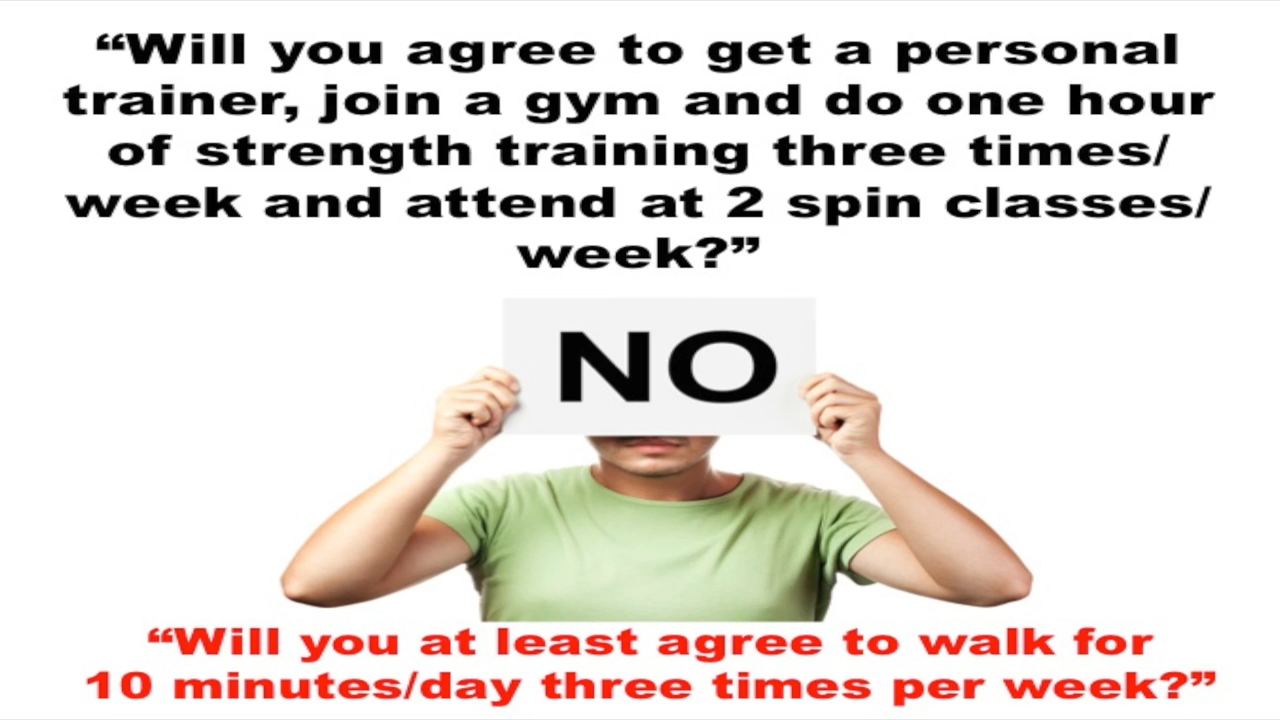 “Will you agree to get a personal
trainer, join a gym and do one hour
of strength training three times/
week and attend at 2 spin classes/
week?”
NO
“Will you at least agree to walk for
10 minutes/day three times per week?”